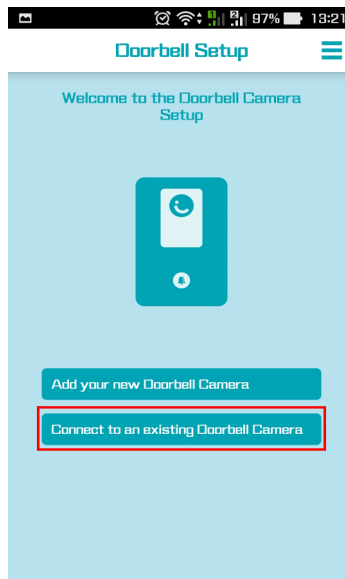 97% 13:21
Doorbell Setup
Welcome to the Doorbell Camera
Setup
Add your new Doorbell Camera
Connect to an existing Doorbell Camera